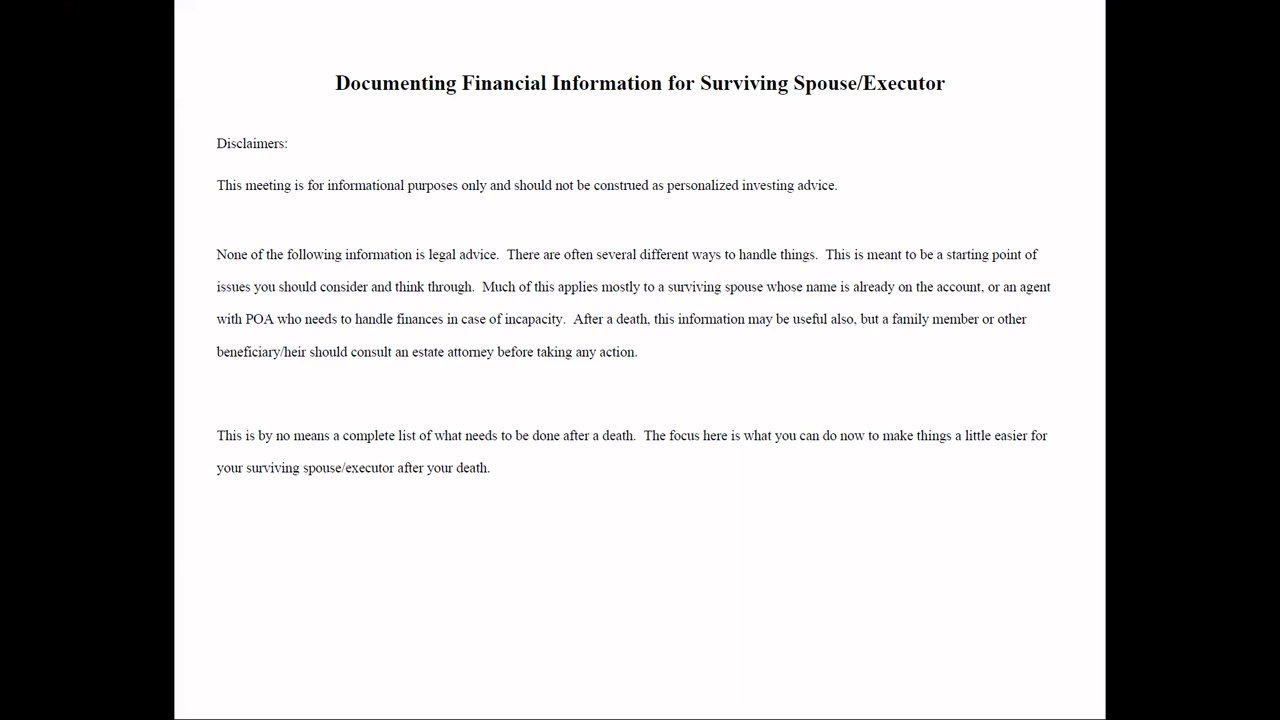 Documenting Financial Information for Surviving Spouse/Executor
Disclaimers:
This meeting is for informational purposes only and should not be construed as personalized investing advice.
None of the following information is legal advice.  There are often several different ways to handle things.  This is meant to be a starting point of
issues you should consider and think through.  Much of this applies mostly to a surviving spouse whose name is already on the account, or an agent
with POA who needs to handle finances in case of incapacity.  After a death, this information may be useful also, but a family member or other
beneficiary/heir should consult an estate attorney before taking any action.
This is by no means a complete list of what needs to be done after a death.  The focus here is what you can do now to make things a little easier for
your surviving spouse/executor after your death.